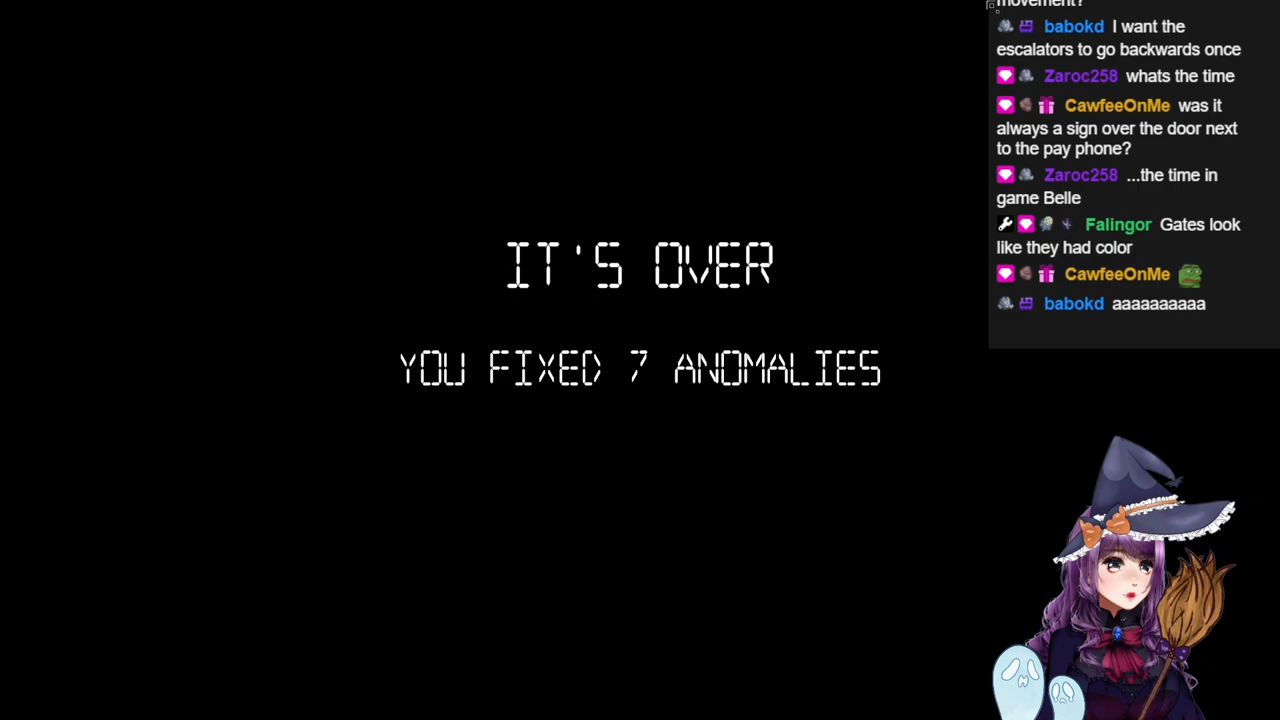 IT'S OVER
YOU FIXED 7 ANOMALIES
movement?
babokd I want the
escalators to go backwards once
Zaroc258 whats the time
CawfeeOnMe was it
always a sign over the door next
to the pay phone?
Zaroc258 ...the time in
game Belle
Falingor Gates look
like they had color
CawfeeOnMe
babokd aaaaaaaaaa